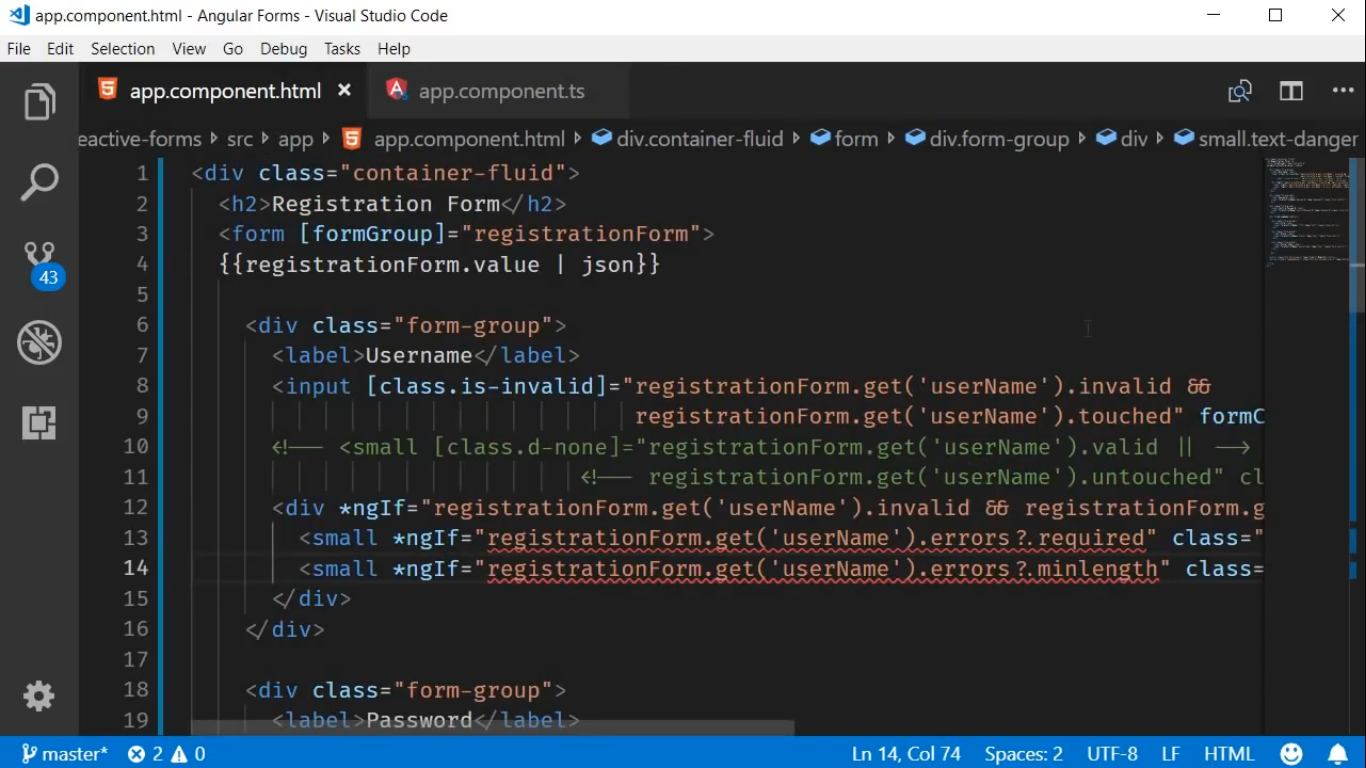 app.component.html - Angular Forms - Visual Studio Code
File Edit Selection View Go Debug Tasks Help
app.component.html app.component.ts
eactive-forms src app app.component.html div.container-fluid form div.form-group div small.text-danger
1 <div class="container-fluid">
2 <h2>Registration Form</h2>
3 <form [formGroup]="registrationForm">
4 {{registrationForm.value | json}}
5
6 <div class="form-group">
7 <label>Username</label>
8 <input [class.is-invalid]="registrationForm.get('userName').invalid &&
9 registrationForm.get('userName').touched" formC
10 <!-- <small [class.d-none]="registrationForm.get('userName').valid || -->
11 <!-- registrationForm.get('userName').untouched" cl
12 <div *ngIf="registrationForm.get('userName').invalid && registrationForm.g
13 <small *ngIf="registrationForm.get('userName').errors?.required" class="
14 <small *ngIf="registrationForm.get('userName').errors?.minlength" class=
15 </div>
16 </div>
17
18 <div class="form-group">
19 <label>Password</label>
43
master* 2 0 Ln 14, Col 74 Spaces: 2 UTF-8 LF HTML